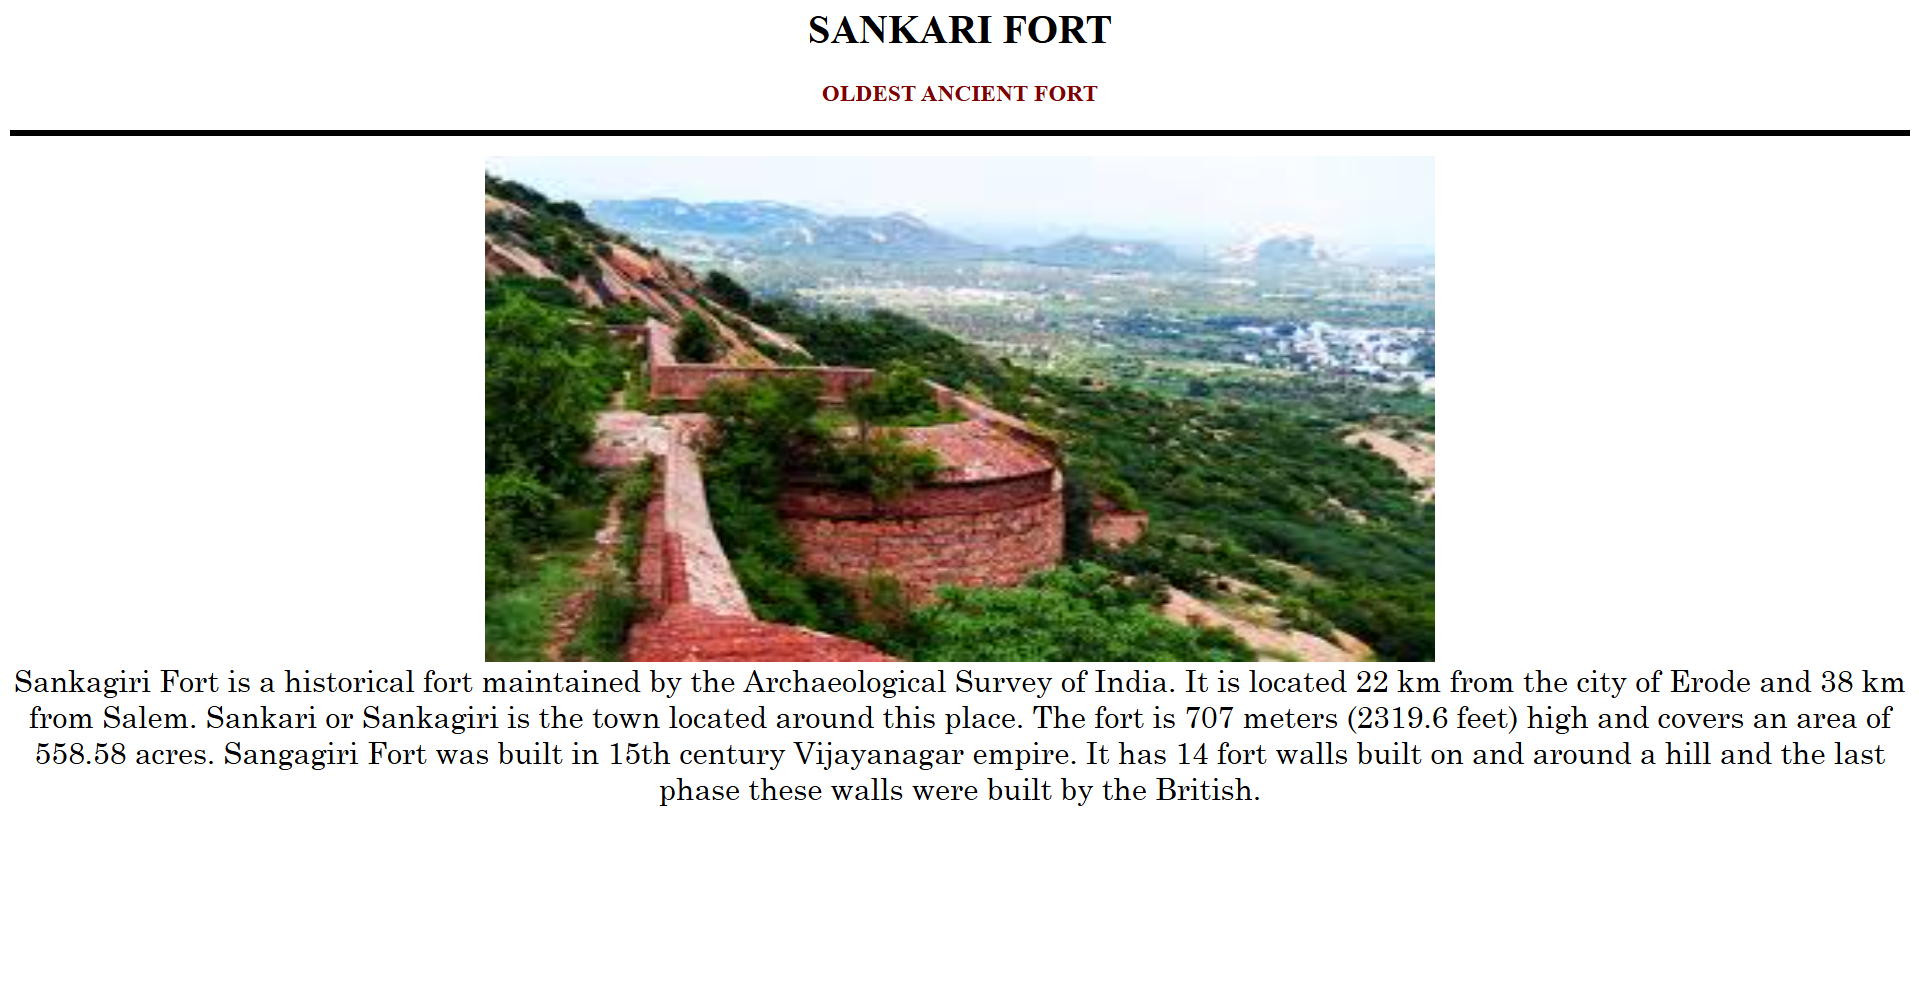 SANKARI FORT
OLDEST ANCIENT FORT
Sankagiri Fort is a historical fort maintained by the Archaeological Survey of India. It is located 22 km from the city of Erode and 38 km
from Salem. Sankari or Sankagiri is the town located around this place. The fort is 707 meters (2319.6 feet) high and covers an area of
558.58 acres. Sangagiri Fort was built in 15th century Vijayanagar empire. It has 14 fort walls built on and around a hill and the last
phase these walls were built by the British.